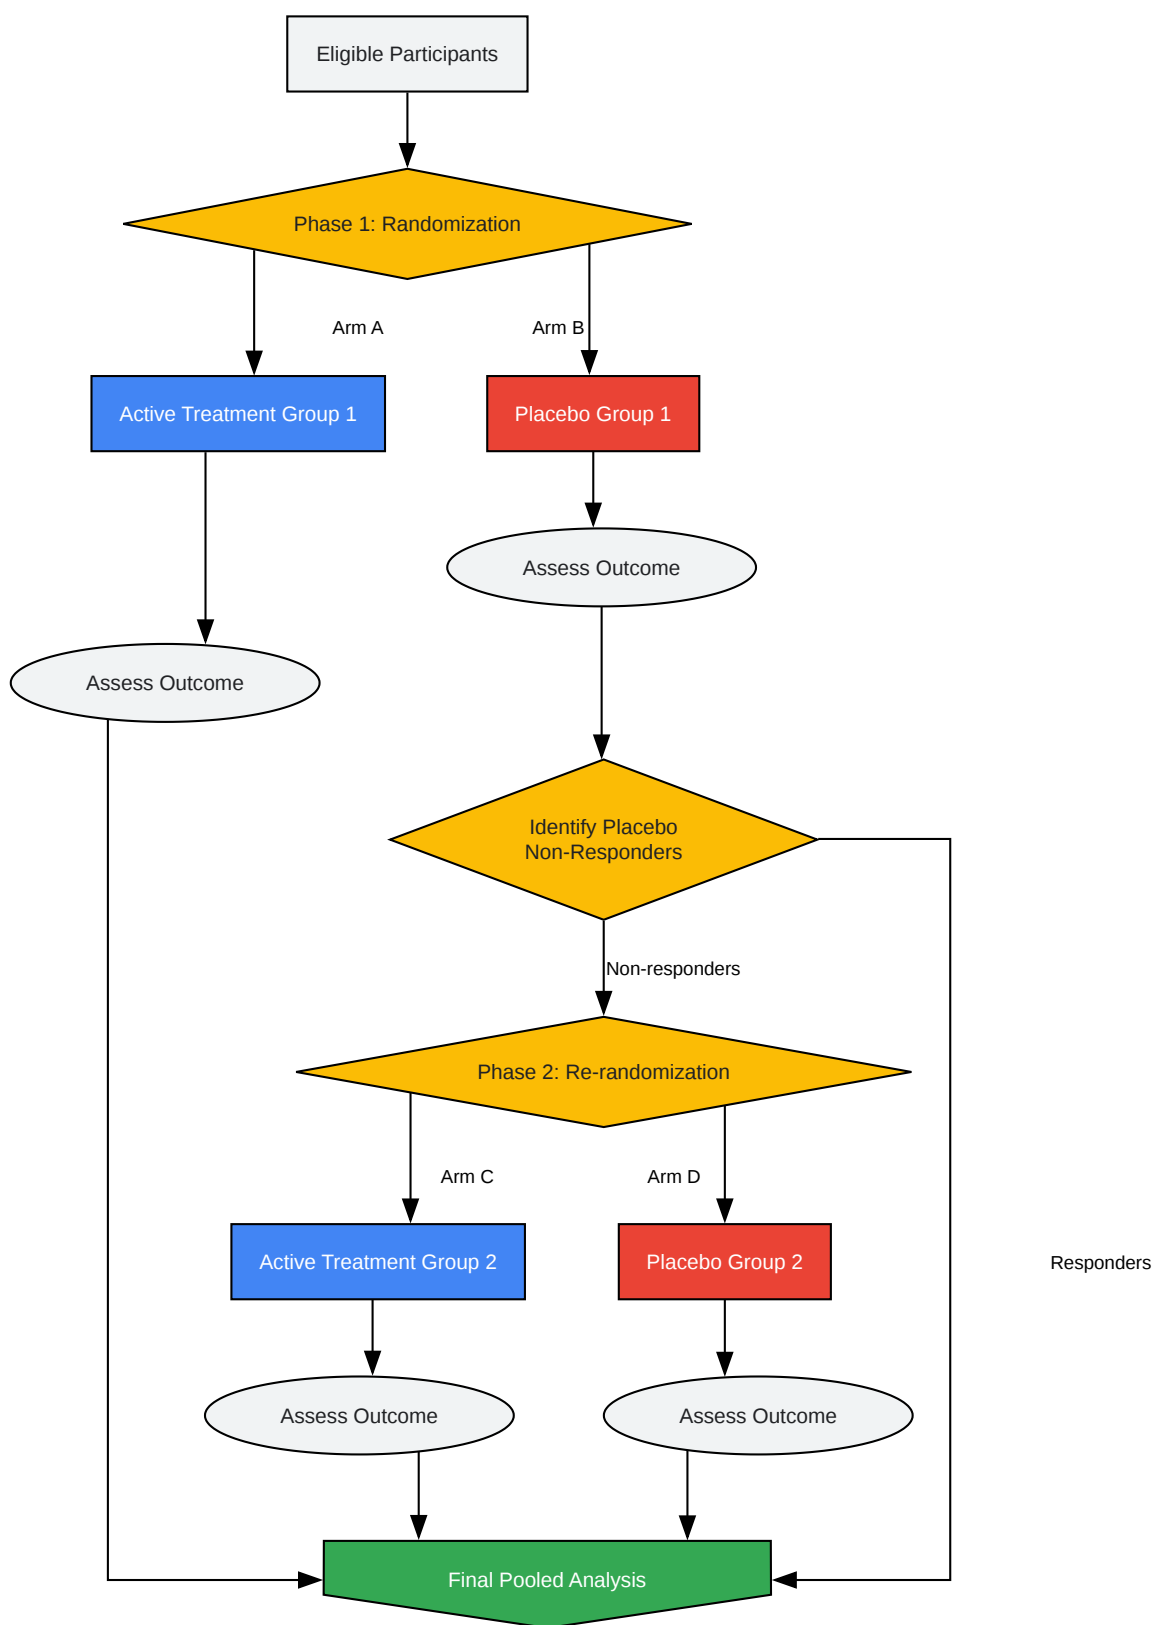 Eligible Participants
Phase 1: Randomization
Arm A
Arm B
Active Treatment Group 1
Placebo Group 1
Assess Outcome
Assess Outcome
Identify Placebo
Non-Responders
Non-responders
Phase 2: Re-randomization
Arm C
Arm D
Active Treatment Group 2
Placebo Group 2
Responders
Assess Outcome
Assess Outcome
Final Pooled Analysis